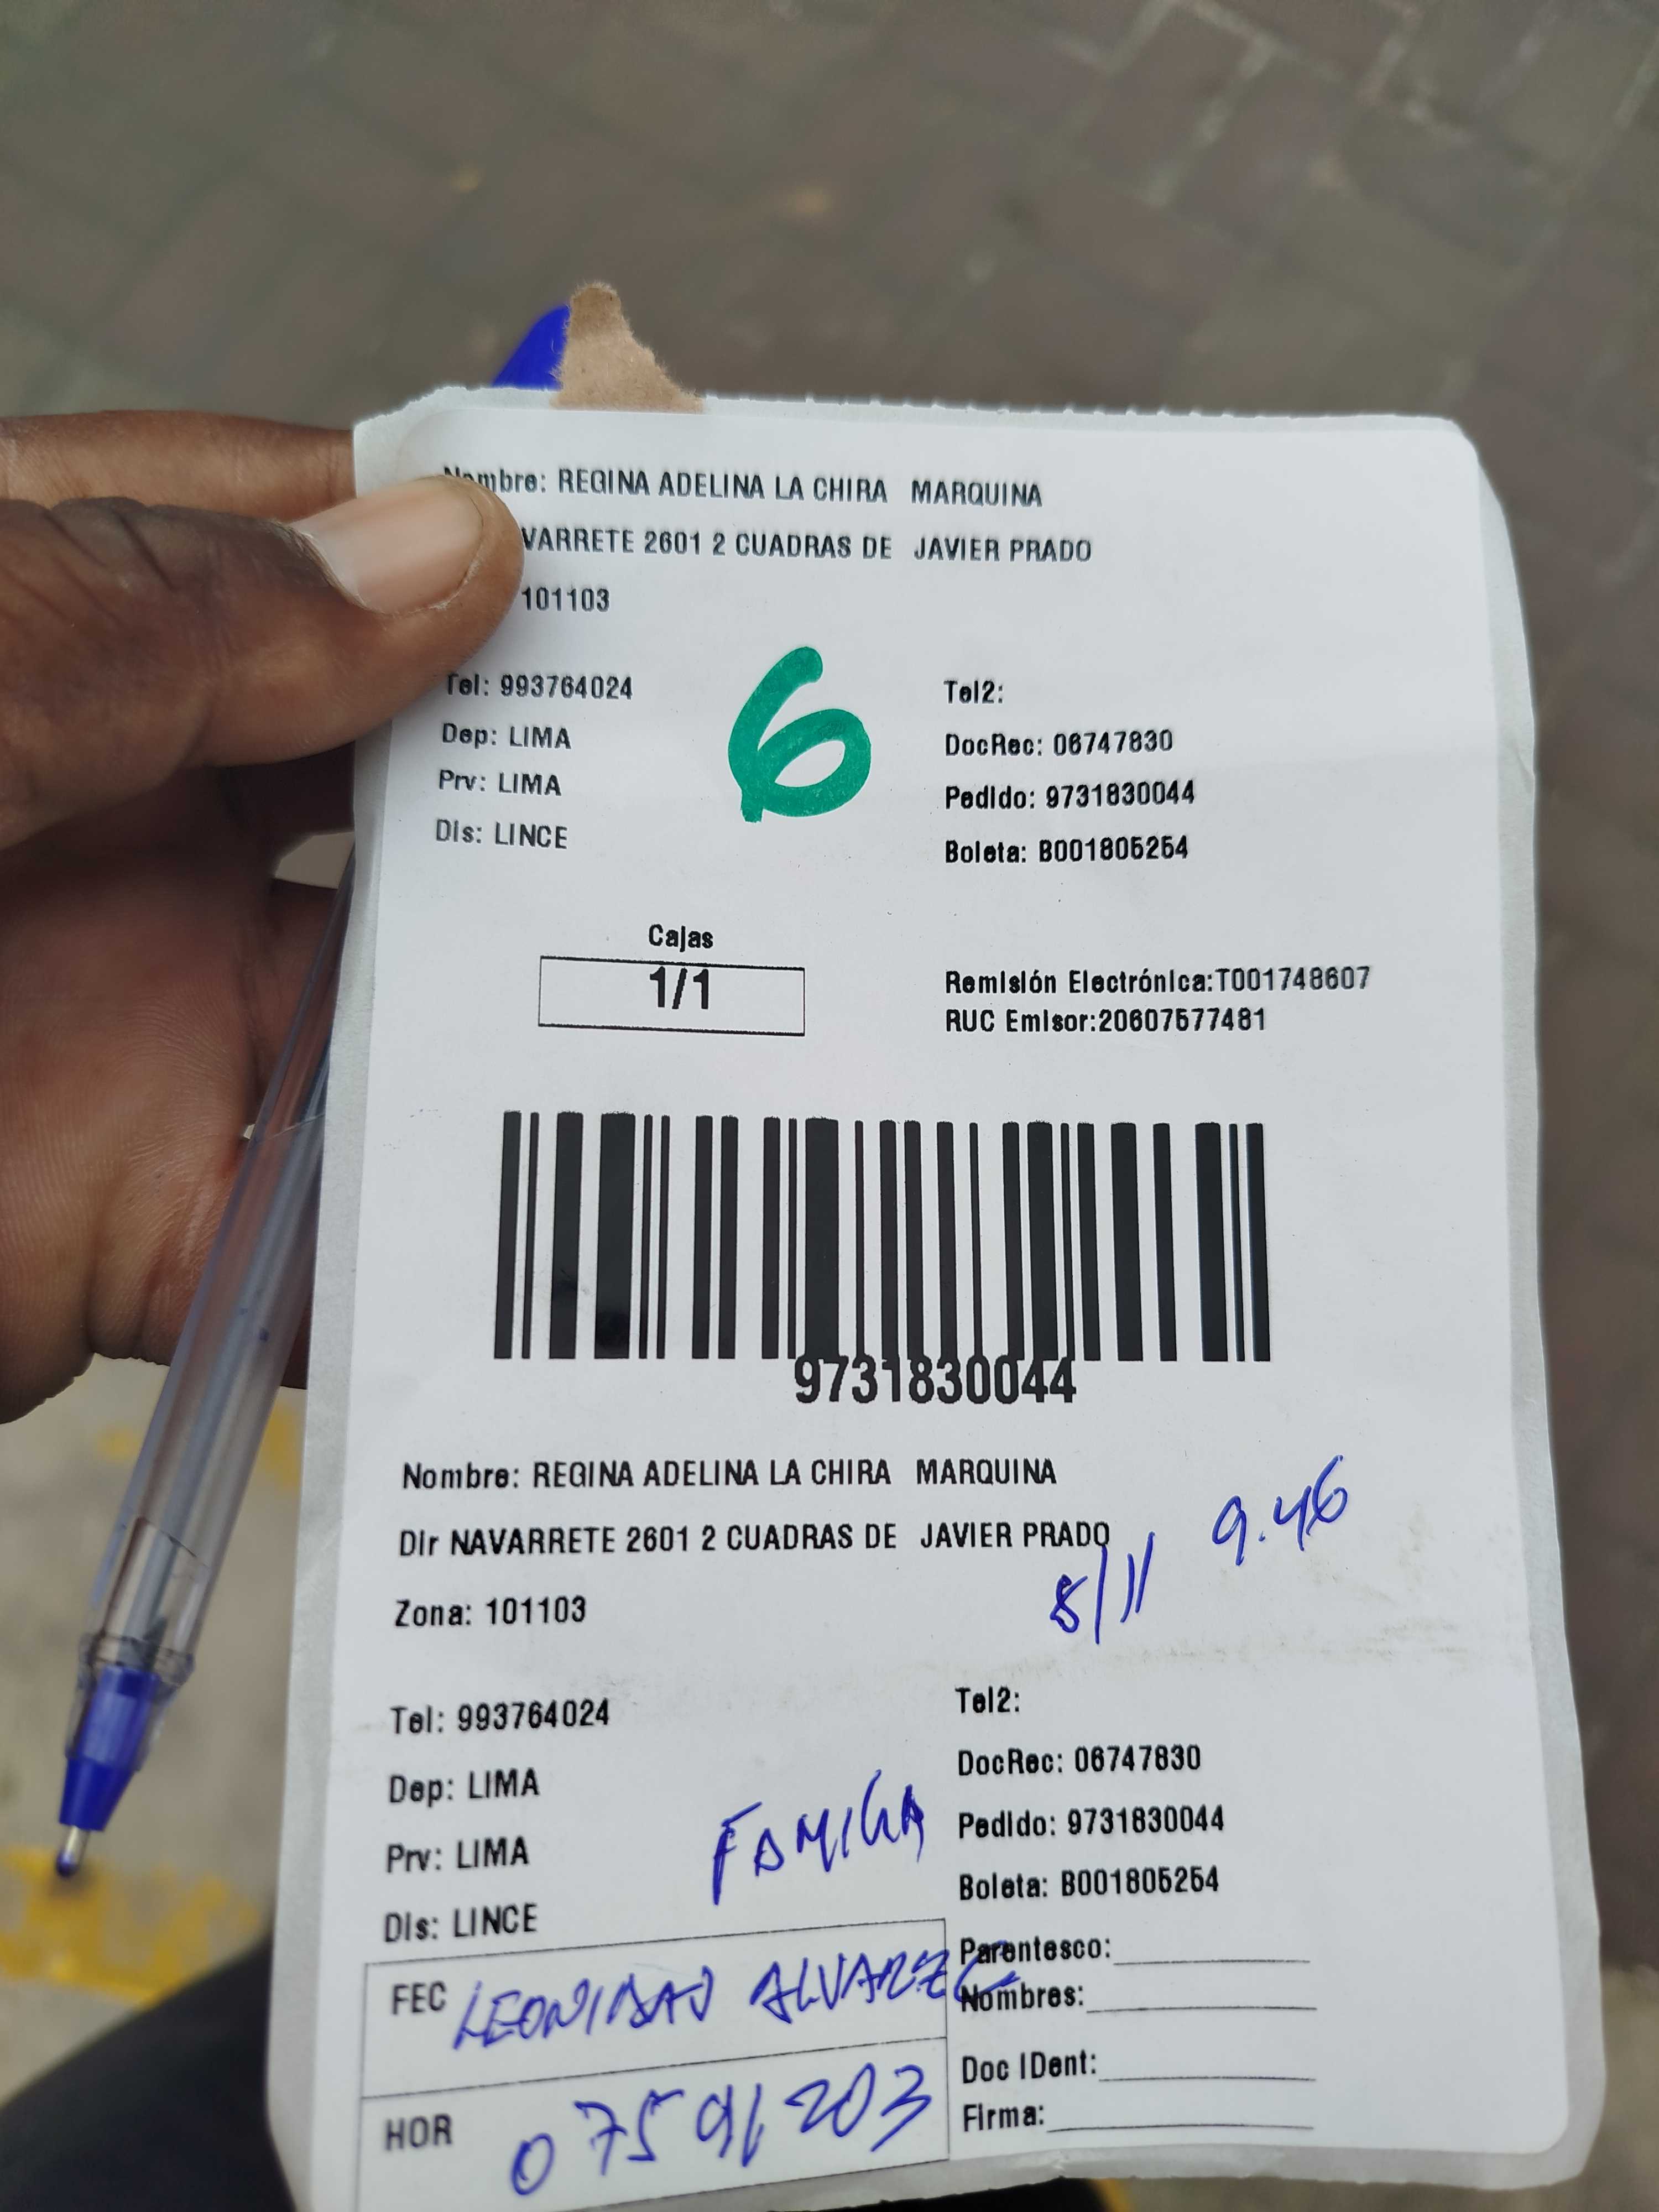 Nombre: REGINA ADELINA LA CHIRA MARQUINA
VARRETE 2601 2 CUADRAS DE JAVIER PRADO
101103
Tel: 993764024
Dep: LIMA
Prv: LIMA
Dis: LINCE
6
Tel2:
DocRec: 06747830
Pedido: 9731830044
Boleta: B001805254
Cajas
1/1
Remisión Electrónica:T001748607
RUC Emisor:20607577481
9731830044
Nombre: REGINA ADELINA LA CHIRA MARQUINA
Dir NAVARRETE 2601 2 CUADRAS DE JAVIER PRADO
Zona: 101103
8/11 9.46
Tel: 993764024
Dep: LIMA
Prv: LIMA
Dis: LINCE
FAMILIA
Tel2:
DocRec: 06747830
Pedido: 9731830044
Boleta: B001805254
FEC LEONIDAS ALVAREZ
HOR 07591203
Parentesco:
Nombres:
Doc IDent:
Firma: